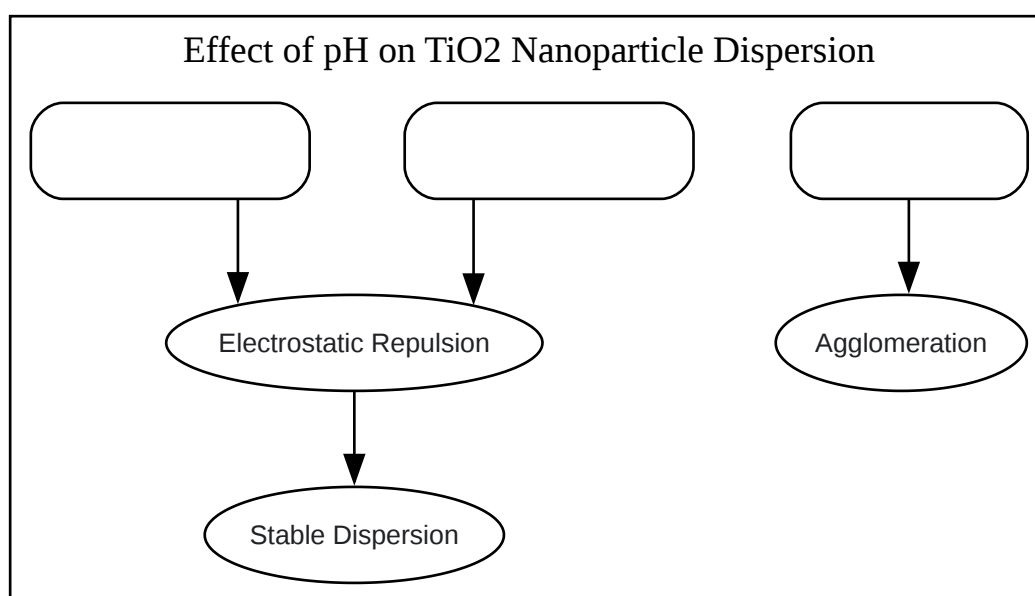 Effect of pH on TiO2 Nanoparticle Dispersion
Electrostatic Repulsion
Agglomeration
Stable Dispersion